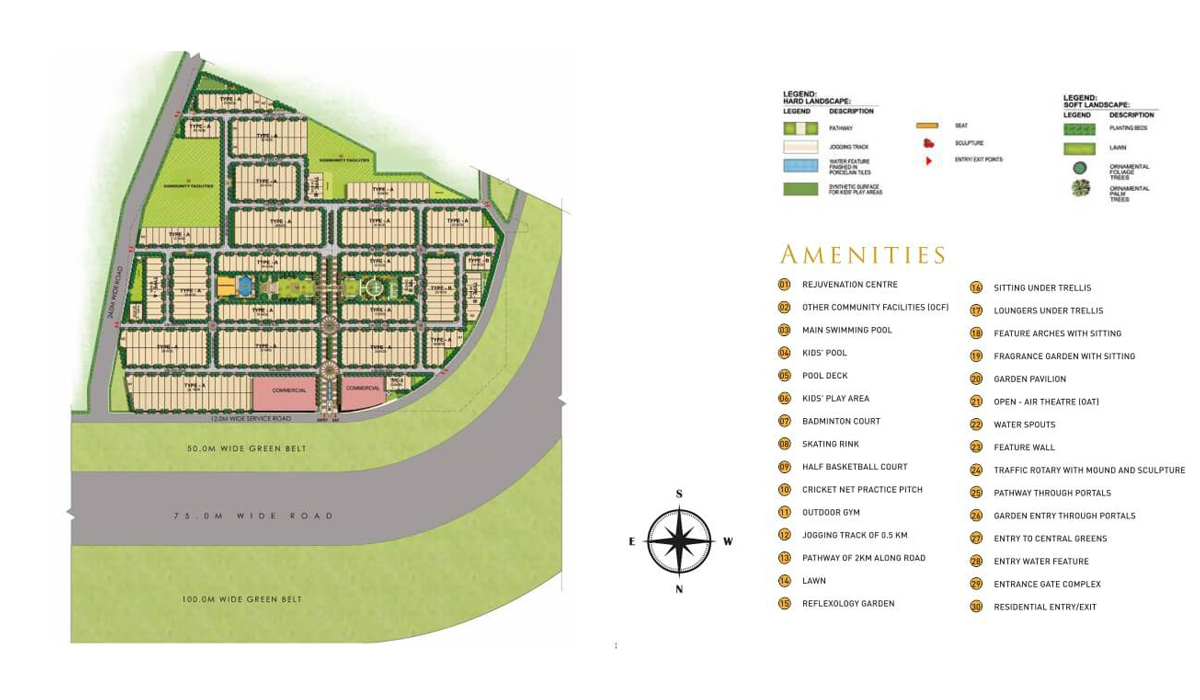 TYPE - A
TYPE - A
TYPE - A
COMMUNITY FACILITIES
TYPE - A
COMMUNITY FACILITIES
TYPE - A
TYPE - A
TYPE - A
TYPE - A
TYPE - A
TYPE - A
TYPE - A
TYPE - B
TYPE - A
TYPE - B
TYPE - A
TYPE - A
TYPE - A
TYPE - A
TYPE - A
TYPE - A
TYPE - A
COMMERCIAL
COMMERCIAL
24.0M WIDE ROAD
12.0M WIDE SERVICE ROAD
ENTRY EXIT
50.0M WIDE GREEN BELT
75.0M WIDE ROAD
100.0M WIDE GREEN BELT
S
E W
N
LEGEND:
HARD LANDSCAPE:
LEGEND DESCRIPTION
PATHWAY
JOGGING TRACK
WATER FEATURE
FINISHED IN
PORCELAIN TILES
SYNTHETIC SURFACE
FOR KIDS' PLAY AREAS
SEAT
SCULPTURE
ENTRY/ EXIT POINTS
LEGEND:
SOFT LANDSCAPE:
LEGEND DESCRIPTION
PLANTING BEDS
LAWN
ORNAMENTAL
FOLIAGE
TREES
ORNAMENTAL
PALM
TREES
AMENITIES
01 REJUVENATION CENTRE
02 OTHER COMMUNITY FACILITIES (OCF)
03 MAIN SWIMMING POOL
04 KIDS' POOL
05 POOL DECK
06 KIDS' PLAY AREA
07 BADMINTON COURT
08 SKATING RINK
09 HALF BASKETBALL COURT
10 CRICKET NET PRACTICE PITCH
11 OUTDOOR GYM
12 JOGGING TRACK OF 0.5 KM
13 PATHWAY OF 2KM ALONG ROAD
14 LAWN
15 REFLEXOLOGY GARDEN
16 SITTING UNDER TRELLIS
17 LOUNGERS UNDER TRELLIS
18 FEATURE ARCHES WITH SITTING
19 FRAGRANCE GARDEN WITH SITTING
20 GARDEN PAVILION
21 OPEN - AIR THEATRE (OAT)
22 WATER SPOUTS
23 FEATURE WALL
24 TRAFFIC ROTARY WITH MOUND AND SCULPTURE
25 PATHWAY THROUGH PORTALS
26 GARDEN ENTRY THROUGH PORTALS
27 ENTRY TO CENTRAL GREENS
28 ENTRY WATER FEATURE
29 ENTRANCE GATE COMPLEX
30 RESIDENTIAL ENTRY/EXIT